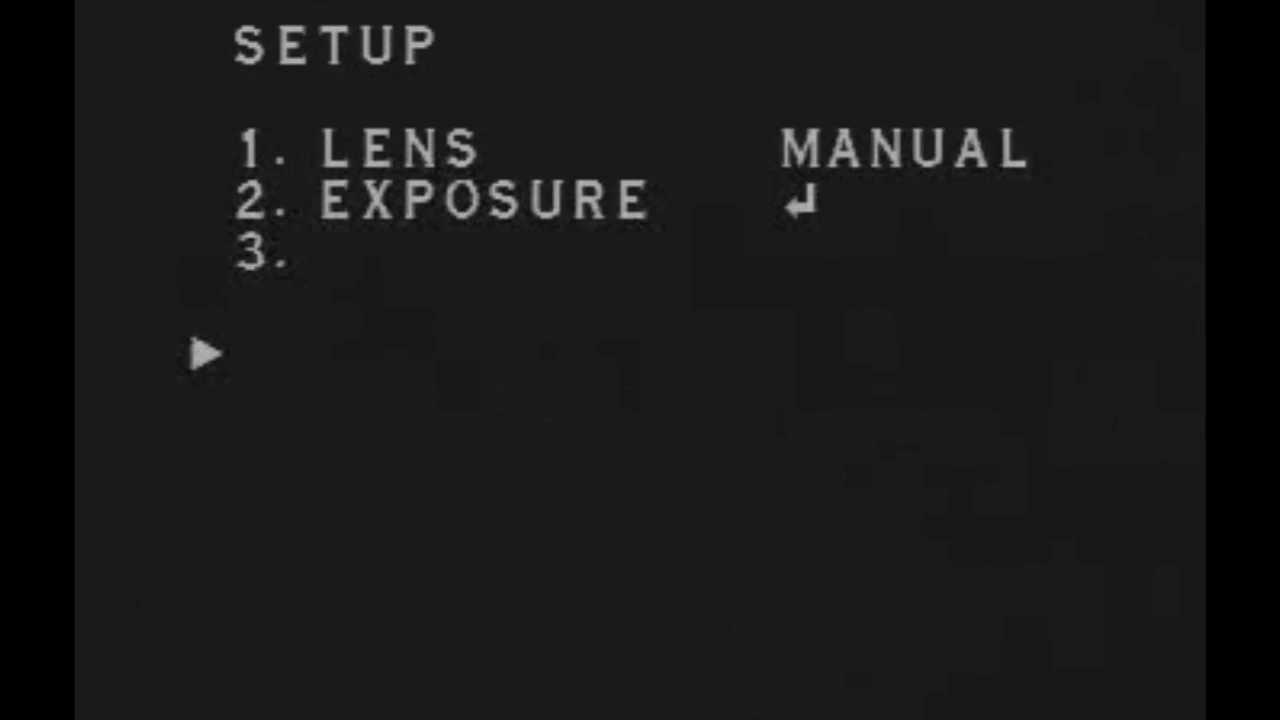 SETUP
1. LENS MANUAL
2. EXPOSURE ↵
3.